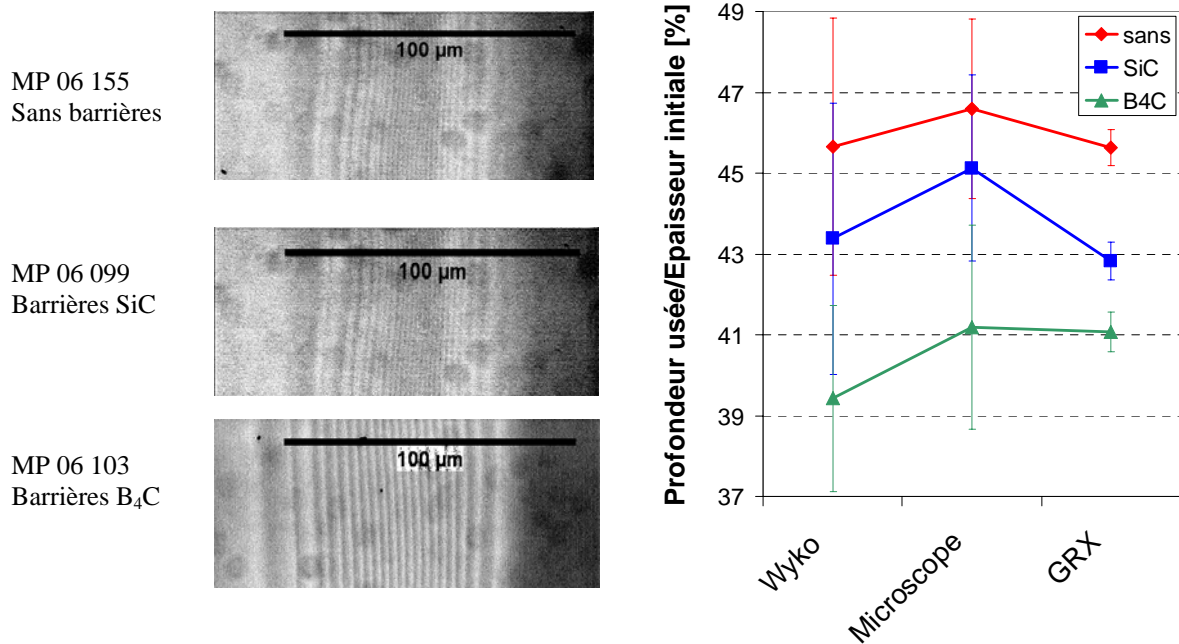 MP 06 155
Sans barrières
100 µm
MP 06 099
Barrières SiC
100 µm
MP 06 103
Barrières B₄C
100 µm
Profondeur usée/Epaisseur initiale [%]
49
47
45
43
41
39
37
sans
SiC
B4C
Wyko
Microscope
GRX